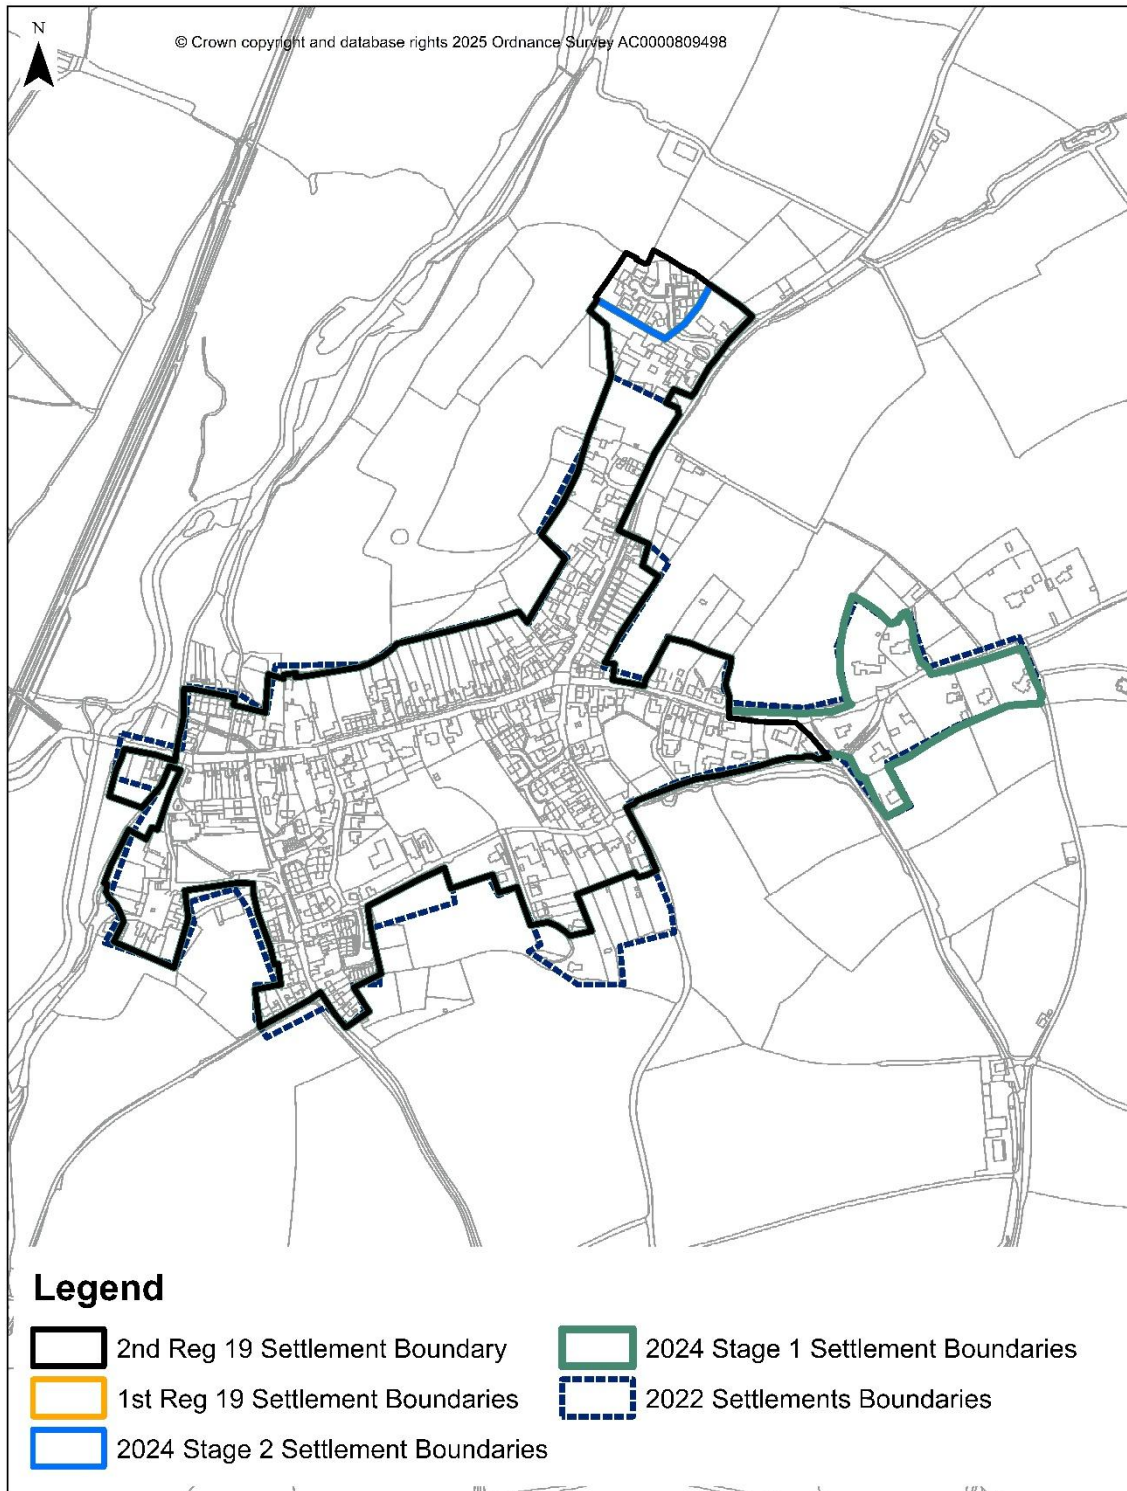 N
© Crown copyright and database rights 2025 Ordnance Survey AC0000809498
Legend
2nd Reg 19 Settlement Boundary
1st Reg 19 Settlement Boundaries
2024 Stage 2 Settlement Boundaries
2024 Stage 1 Settlement Boundaries
2022 Settlements Boundaries